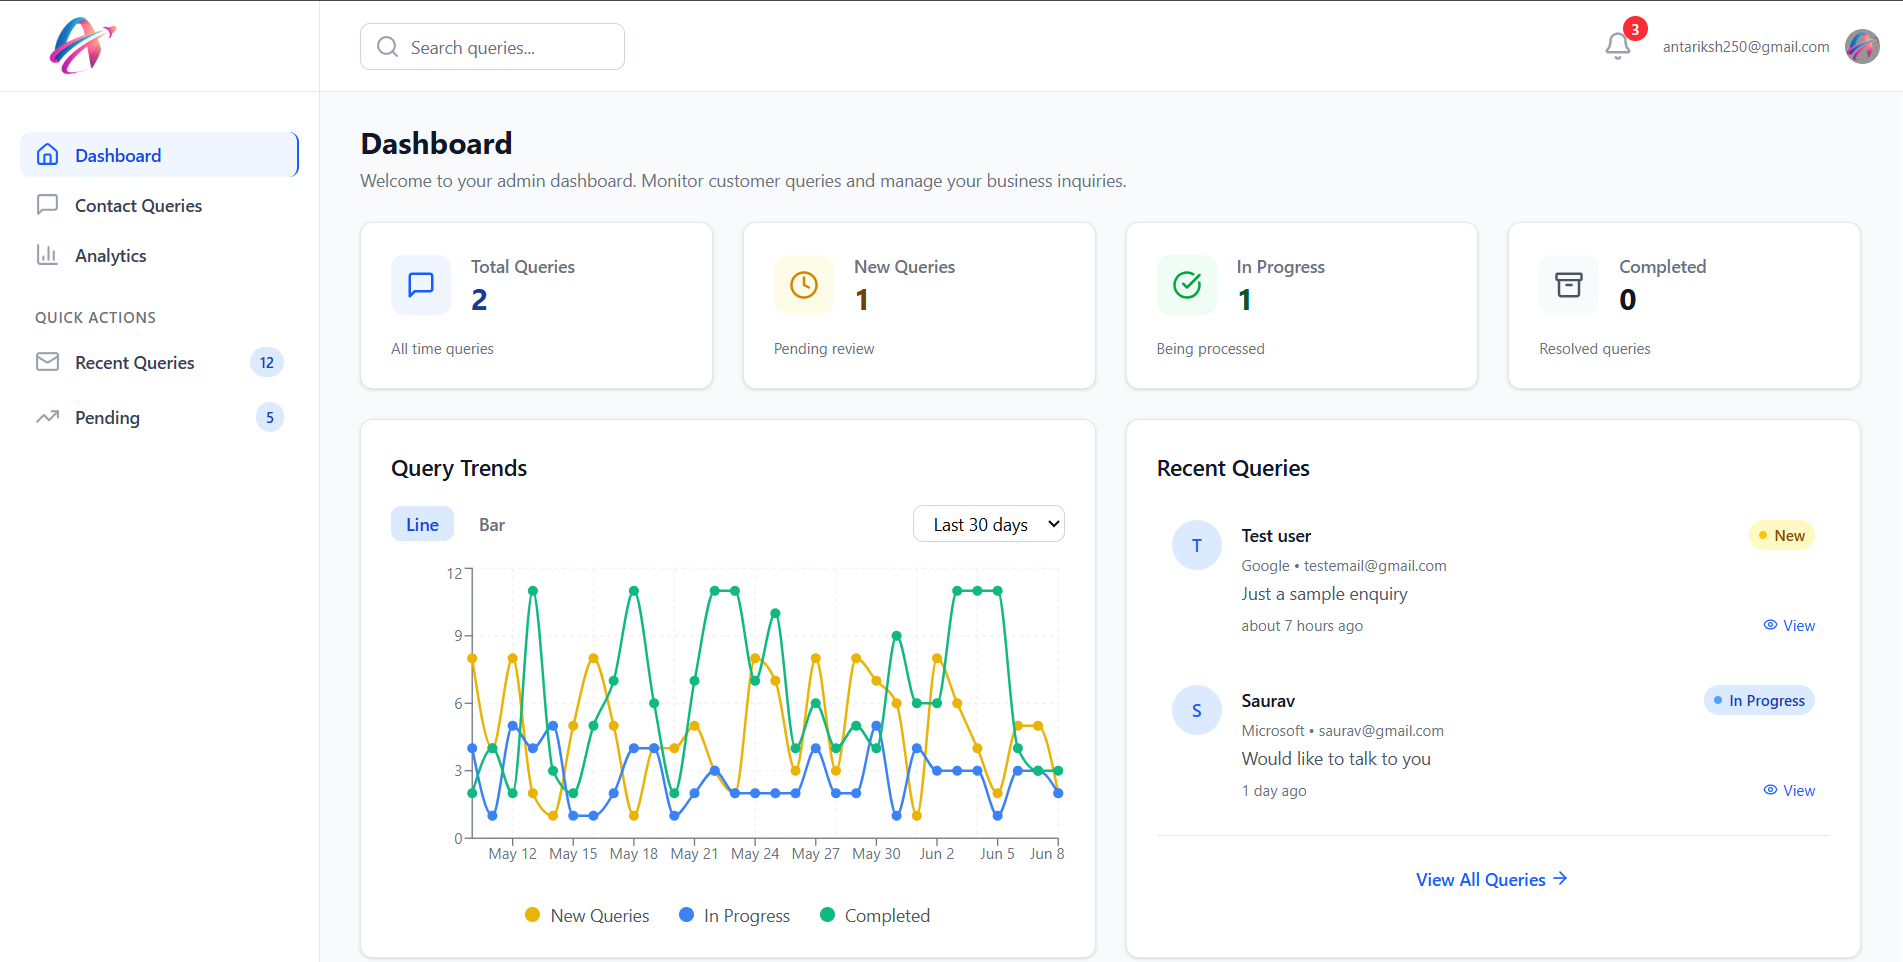 Search queries...
3
antariksh250@gmail.com
Dashboard
Contact Queries
Analytics
QUICK ACTIONS
Recent Queries 12
Pending 5
Dashboard
Welcome to your admin dashboard. Monitor customer queries and manage your business inquiries.
Total Queries
2
All time queries
New Queries
1
Pending review
In Progress
1
Being processed
Completed
0
Resolved queries
Query Trends
Line Bar Last 30 days
12
9
6
3
0
May 12 May 15 May 18 May 21 May 24 May 27 May 30 Jun 2 Jun 5 Jun 8
New Queries In Progress Completed
Recent Queries
T
Test user New
Google • testemail@gmail.com
Just a sample enquiry
about 7 hours ago View
S
Saurav In Progress
Microsoft • saurav@gmail.com
Would like to talk to you
1 day ago View
View All Queries